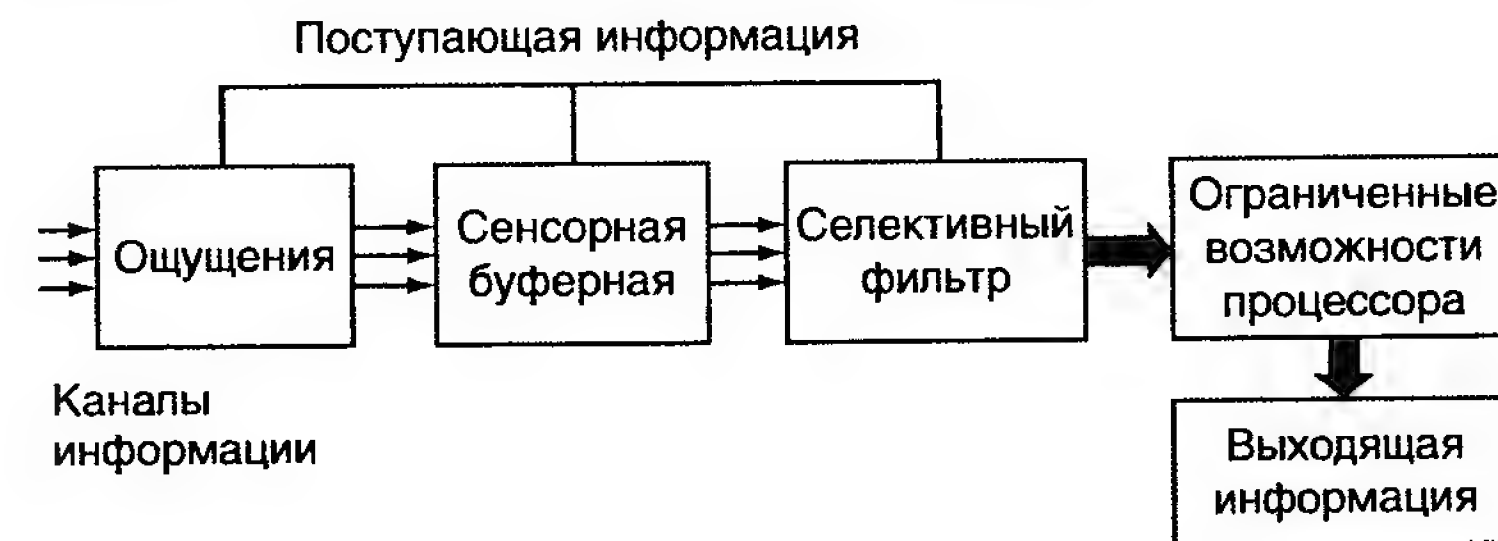 Поступающая информация
Ощущения
Сенсорная
буферная
Селективный
фильтр
Ограниченные
возможности
процессора
Каналы
информации
Выходящая
информация